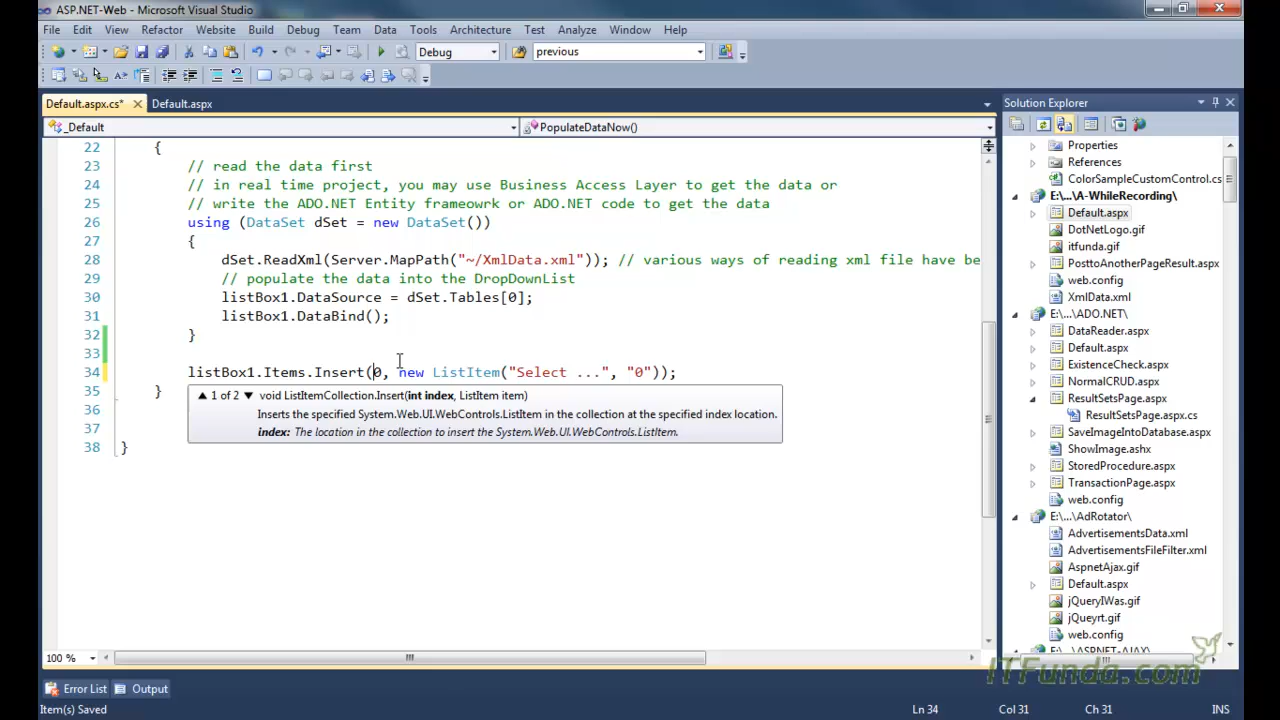 ASP.NET-Web - Microsoft Visual Studio
File Edit View Refactor Website Build Debug Team Data Tools Architecture Test Analyze Window Help
Debug previous
Default.aspx.cs* Default.aspx
Solution Explorer
_Default PopulateDataNow()
22 {
23 // read the data first
24 // in real time project, you may use Business Access Layer to get the data or
25 // write the ADO.NET Entity frameowrk or ADO.NET code to get the data
26 using (DataSet dSet = new DataSet())
27 {
28 dSet.ReadXml(Server.MapPath("~/XmlData.xml")); // various ways of reading xml file have be
29 // populate the data into the DropDownList
30 listBox1.DataSource = dSet.Tables[0];
31 listBox1.DataBind();
32 }
33
34 listBox1.Items.Insert(0, new ListItem("Select ...", "0"));
35 }
36
37
38 }
1 of 2 void ListItemCollection.Insert(int index, ListItem item)
Inserts the specified System.Web.UI.WebControls.ListItem in the collection at the specified index location.
index: The location in the collection to insert the System.Web.UI.WebControls.ListItem.
Properties
References
ColorSampleCustomControl.cs
E:\...\A-WhileRecording\
Default.aspx
DotNetLogo.gif
itfunda.gif
PosttoAnotherPageResult.aspx
web.config
XmlData.xml
E:\...\ADO.NET\
DataReader.aspx
Default.aspx
ExistenceCheck.aspx
NormalCRUD.aspx
ResultSetsPage.aspx
ResultSetsPage.aspx.cs
SaveImageIntoDatabase.aspx
ShowImage.ashx
StoredProcedure.aspx
TransactionPage.aspx
web.config
E:\...\AdRotator\
AdvertisementsData.xml
AdvertisementsFileFilter.xml
AspnetAjax.gif
Default.aspx
jQueryIWas.gif
jQueyrt.gif
web.config
E:\...\ASP.NET-AJAX\
100 %
ITFunda.com
Error List Output
Item(s) Saved Ln 34 Col 31 Ch 31 INS